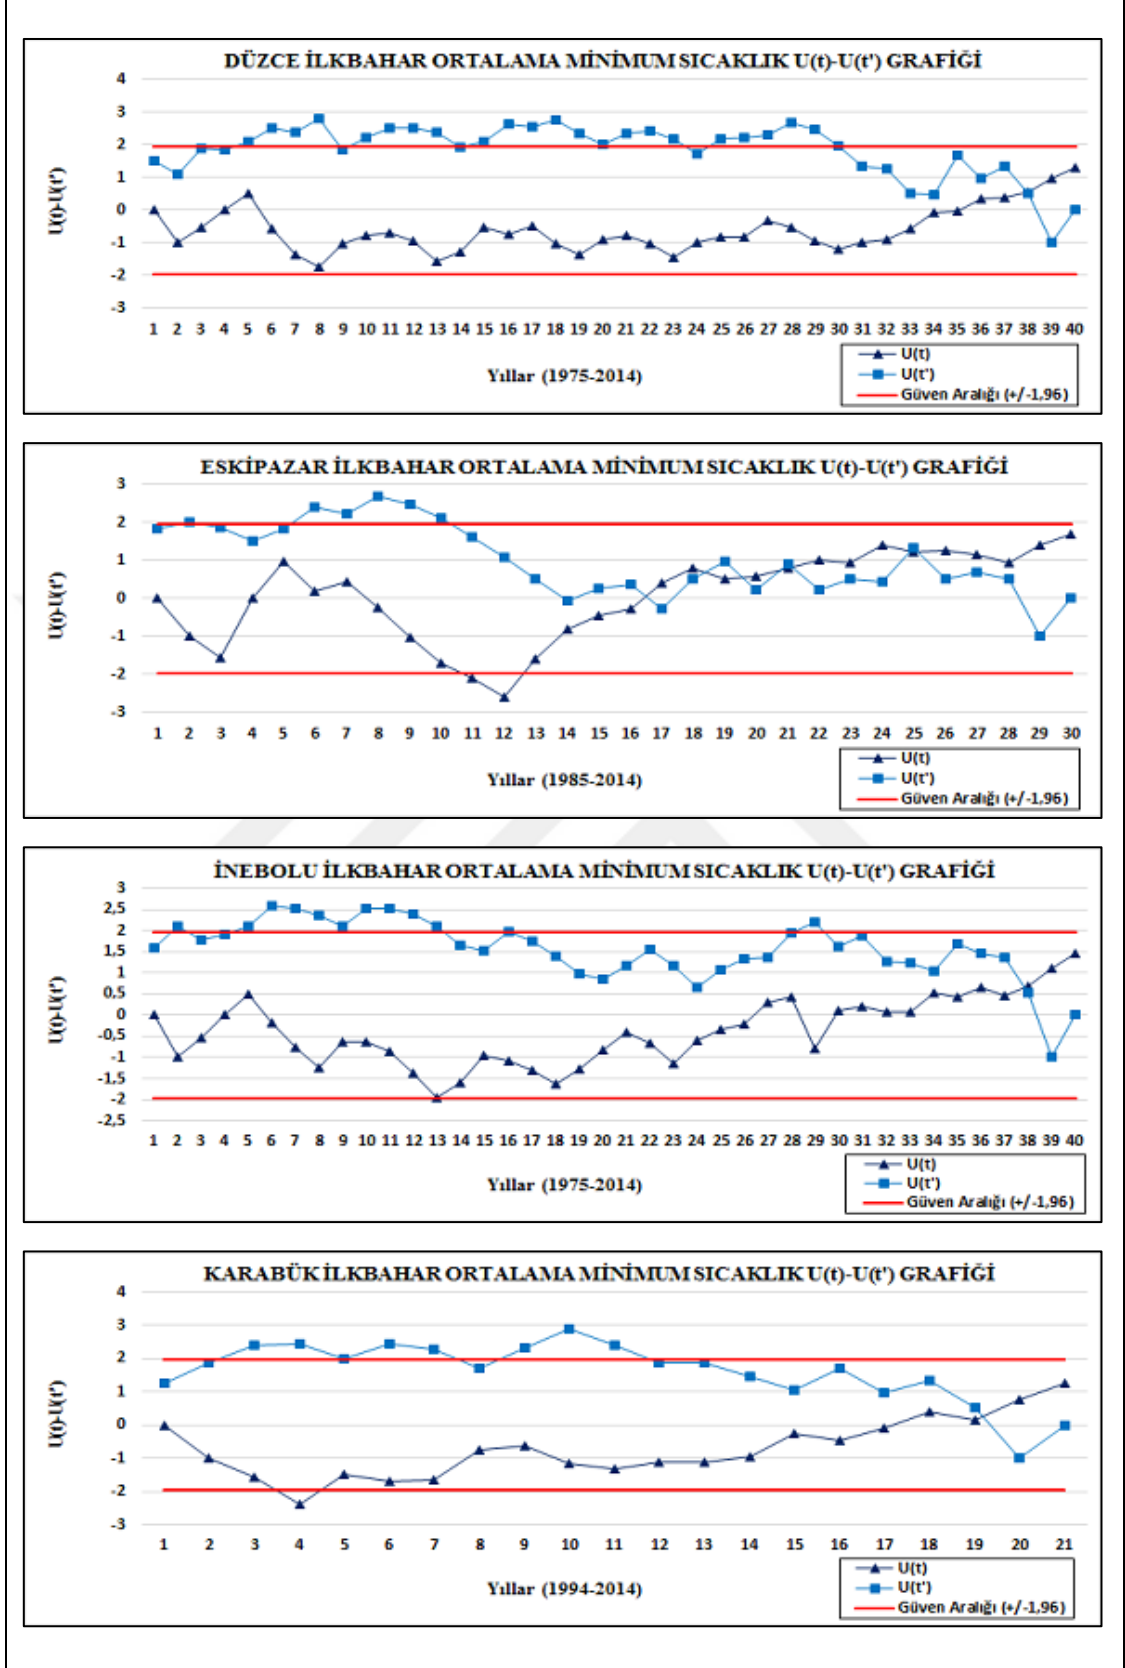 DÜZCE İLKBAHAR ORTALAMA MİNİMUM SICAKLIK U(t)-U(t') GRAFİĞİ
4
3
2
1
0
-1
-2
-3
U(t)-U(t')
1 2 3 4 5 6 7 8 9 10 11 12 13 14 15 16 17 18 19 20 21 22 23 24 25 26 27 28 29 30 31 32 33 34 35 36 37 38 39 40
Yıllar (1975-2014)
U(t)
U(t')
Güven Aralığı (+/-1,96)
ESKİPAZAR İLKBAHAR ORTALAMA MİNİMUM SICAKLIK U(t)-U(t') GRAFİĞİ
3
2
1
0
-1
-2
-3
U(t)-U(t')
1 2 3 4 5 6 7 8 9 10 11 12 13 14 15 16 17 18 19 20 21 22 23 24 25 26 27 28 29 30
Yıllar (1985-2014)
U(t)
U(t')
Güven Aralığı (+/-1,96)
İNEBOLU İLKBAHAR ORTALAMA MİNİMUM SICAKLIK U(t)-U(t') GRAFİĞİ
3
2,5
2
1,5
1
0,5
0
-0,5
-1
-1,5
-2
-2,5
U(t)-U(t')
1 2 3 4 5 6 7 8 9 10 11 12 13 14 15 16 17 18 19 20 21 22 23 24 25 26 27 28 29 30 31 32 33 34 35 36 37 38 39 40
Yıllar (1975-2014)
U(t)
U(t')
Güven Aralığı (+/-1,96)
KARABÜK İLKBAHAR ORTALAMA MİNİMUM SICAKLIK U(t)-U(t') GRAFİĞİ
4
3
2
1
0
-1
-2
-3
U(t)-U(t')
1 2 3 4 5 6 7 8 9 10 11 12 13 14 15 16 17 18 19 20 21
Yıllar (1994-2014)
U(t)
U(t')
Güven Aralığı (+/-1,96)